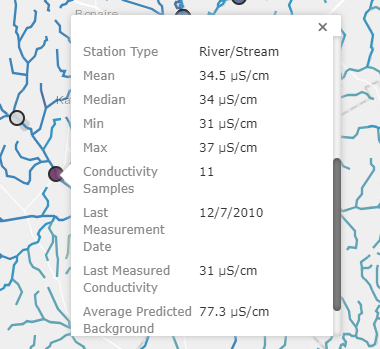 Bonaire
×
Station Type River/Stream
Mean 34.5 µS/cm
Median 34 µS/cm
Min 31 µS/cm
Ka
Max 37 µS/cm
Conductivity 11
Samples
Last 12/7/2010
Measurement
Date
Last Measured 31 µS/cm
Conductivity
Average Predicted 77.3 µS/cm
Background